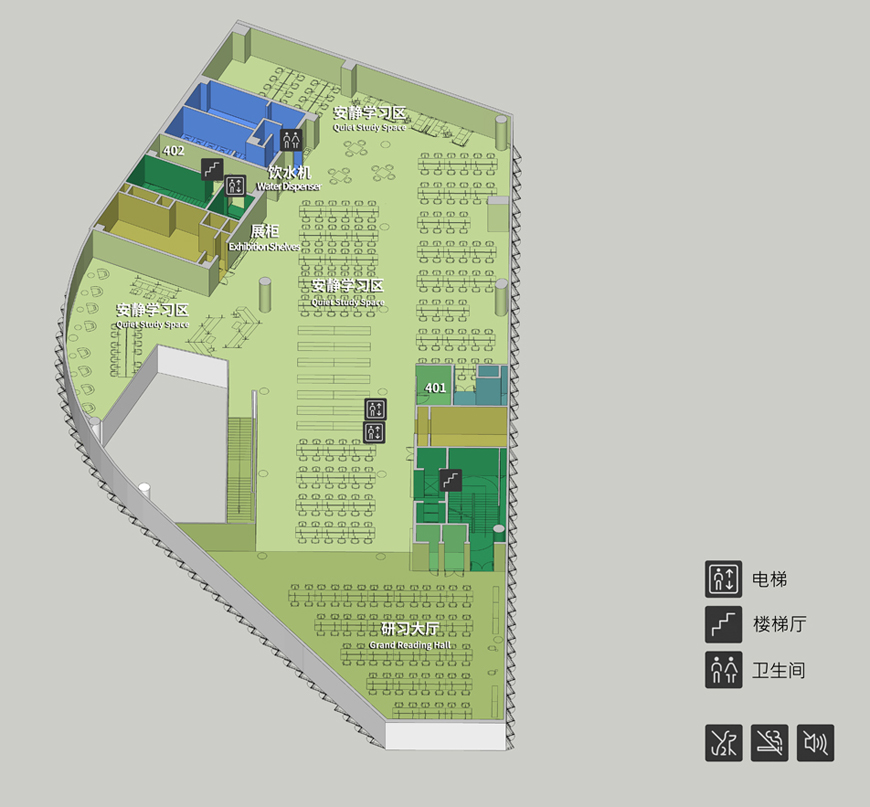 安静学习区
Quiet Study Space
402
饮水机
Water Dispenser
展柜
Exhibition Shelves
安静学习区
Quiet Study Space
安静学习区
Quiet Study Space
401
研习大厅
Grand Reading Hall
电梯
楼梯厅
卫生间